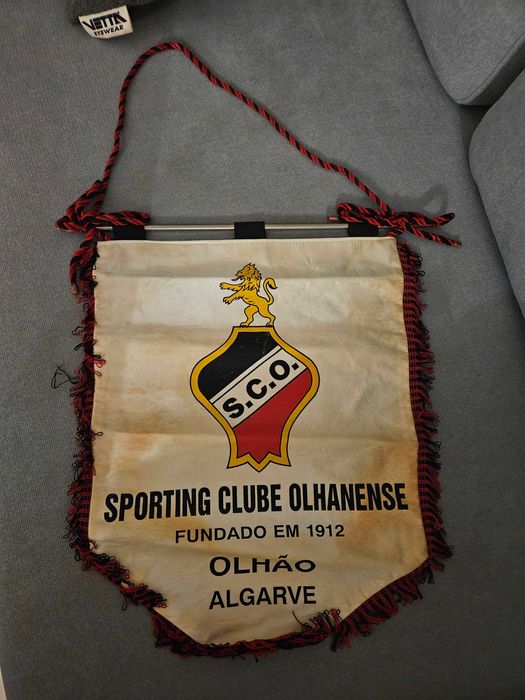 VETTA
EYEWEAR
S.C.O.
SPORTING CLUBE OLHANENSE
FUNDADO EM 1912
OLHÃO
ALGARVE